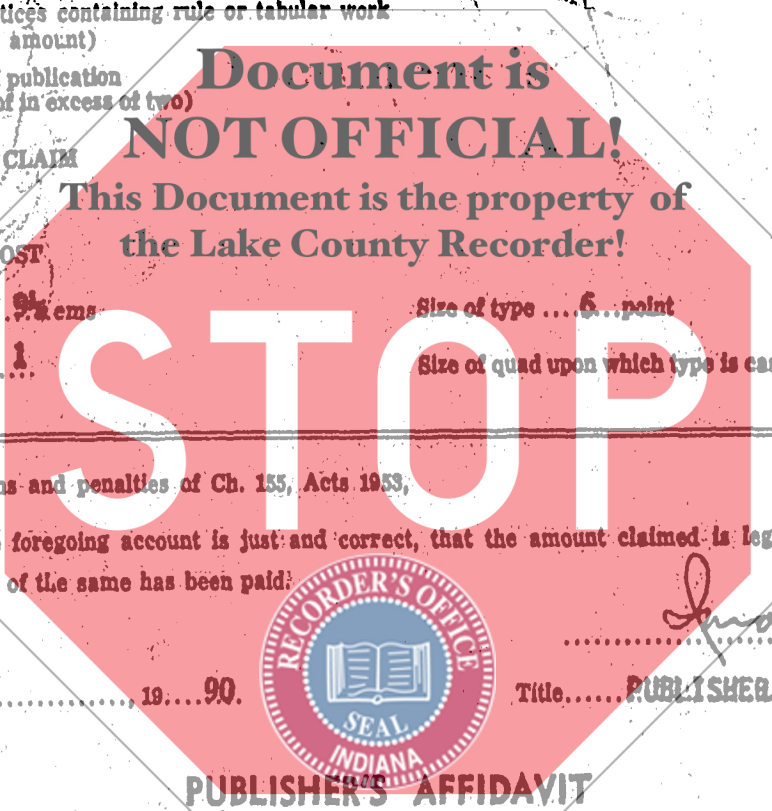 tices containing rule or tabular work
amount)
publication
of in excess of two)
CLAIM
Document is
NOT OFFICIAL!
This Document is the property of
the Lake County Recorder!
OST
ems
Size of type .... 6 ...point
1
Size of quad upon which type is cas
STOP
ns and penalties of Ch. 155, Acts 1953,
foregoing account is just and correct, that the amount claimed is leg
of the same has been paid.
RECORDER'S OFFICE
SEAL
INDIANA
19....90.
Title......PUBLISHER
PUBLISHER'S AFFIDAVIT